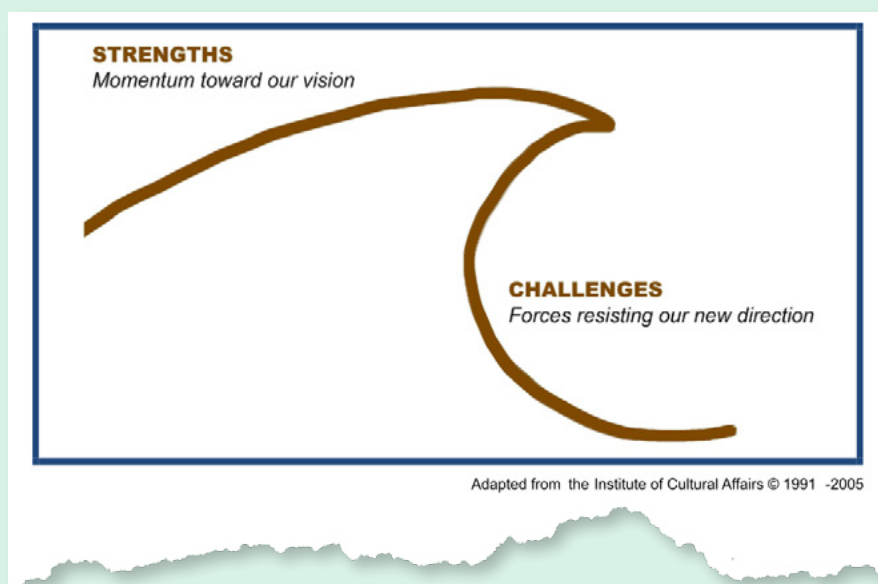 STRENGTHS
Momentum toward our vision
CHALLENGES
Forces resisting our new direction
Adapted from the Institute of Cultural Affairs © 1991 -2005